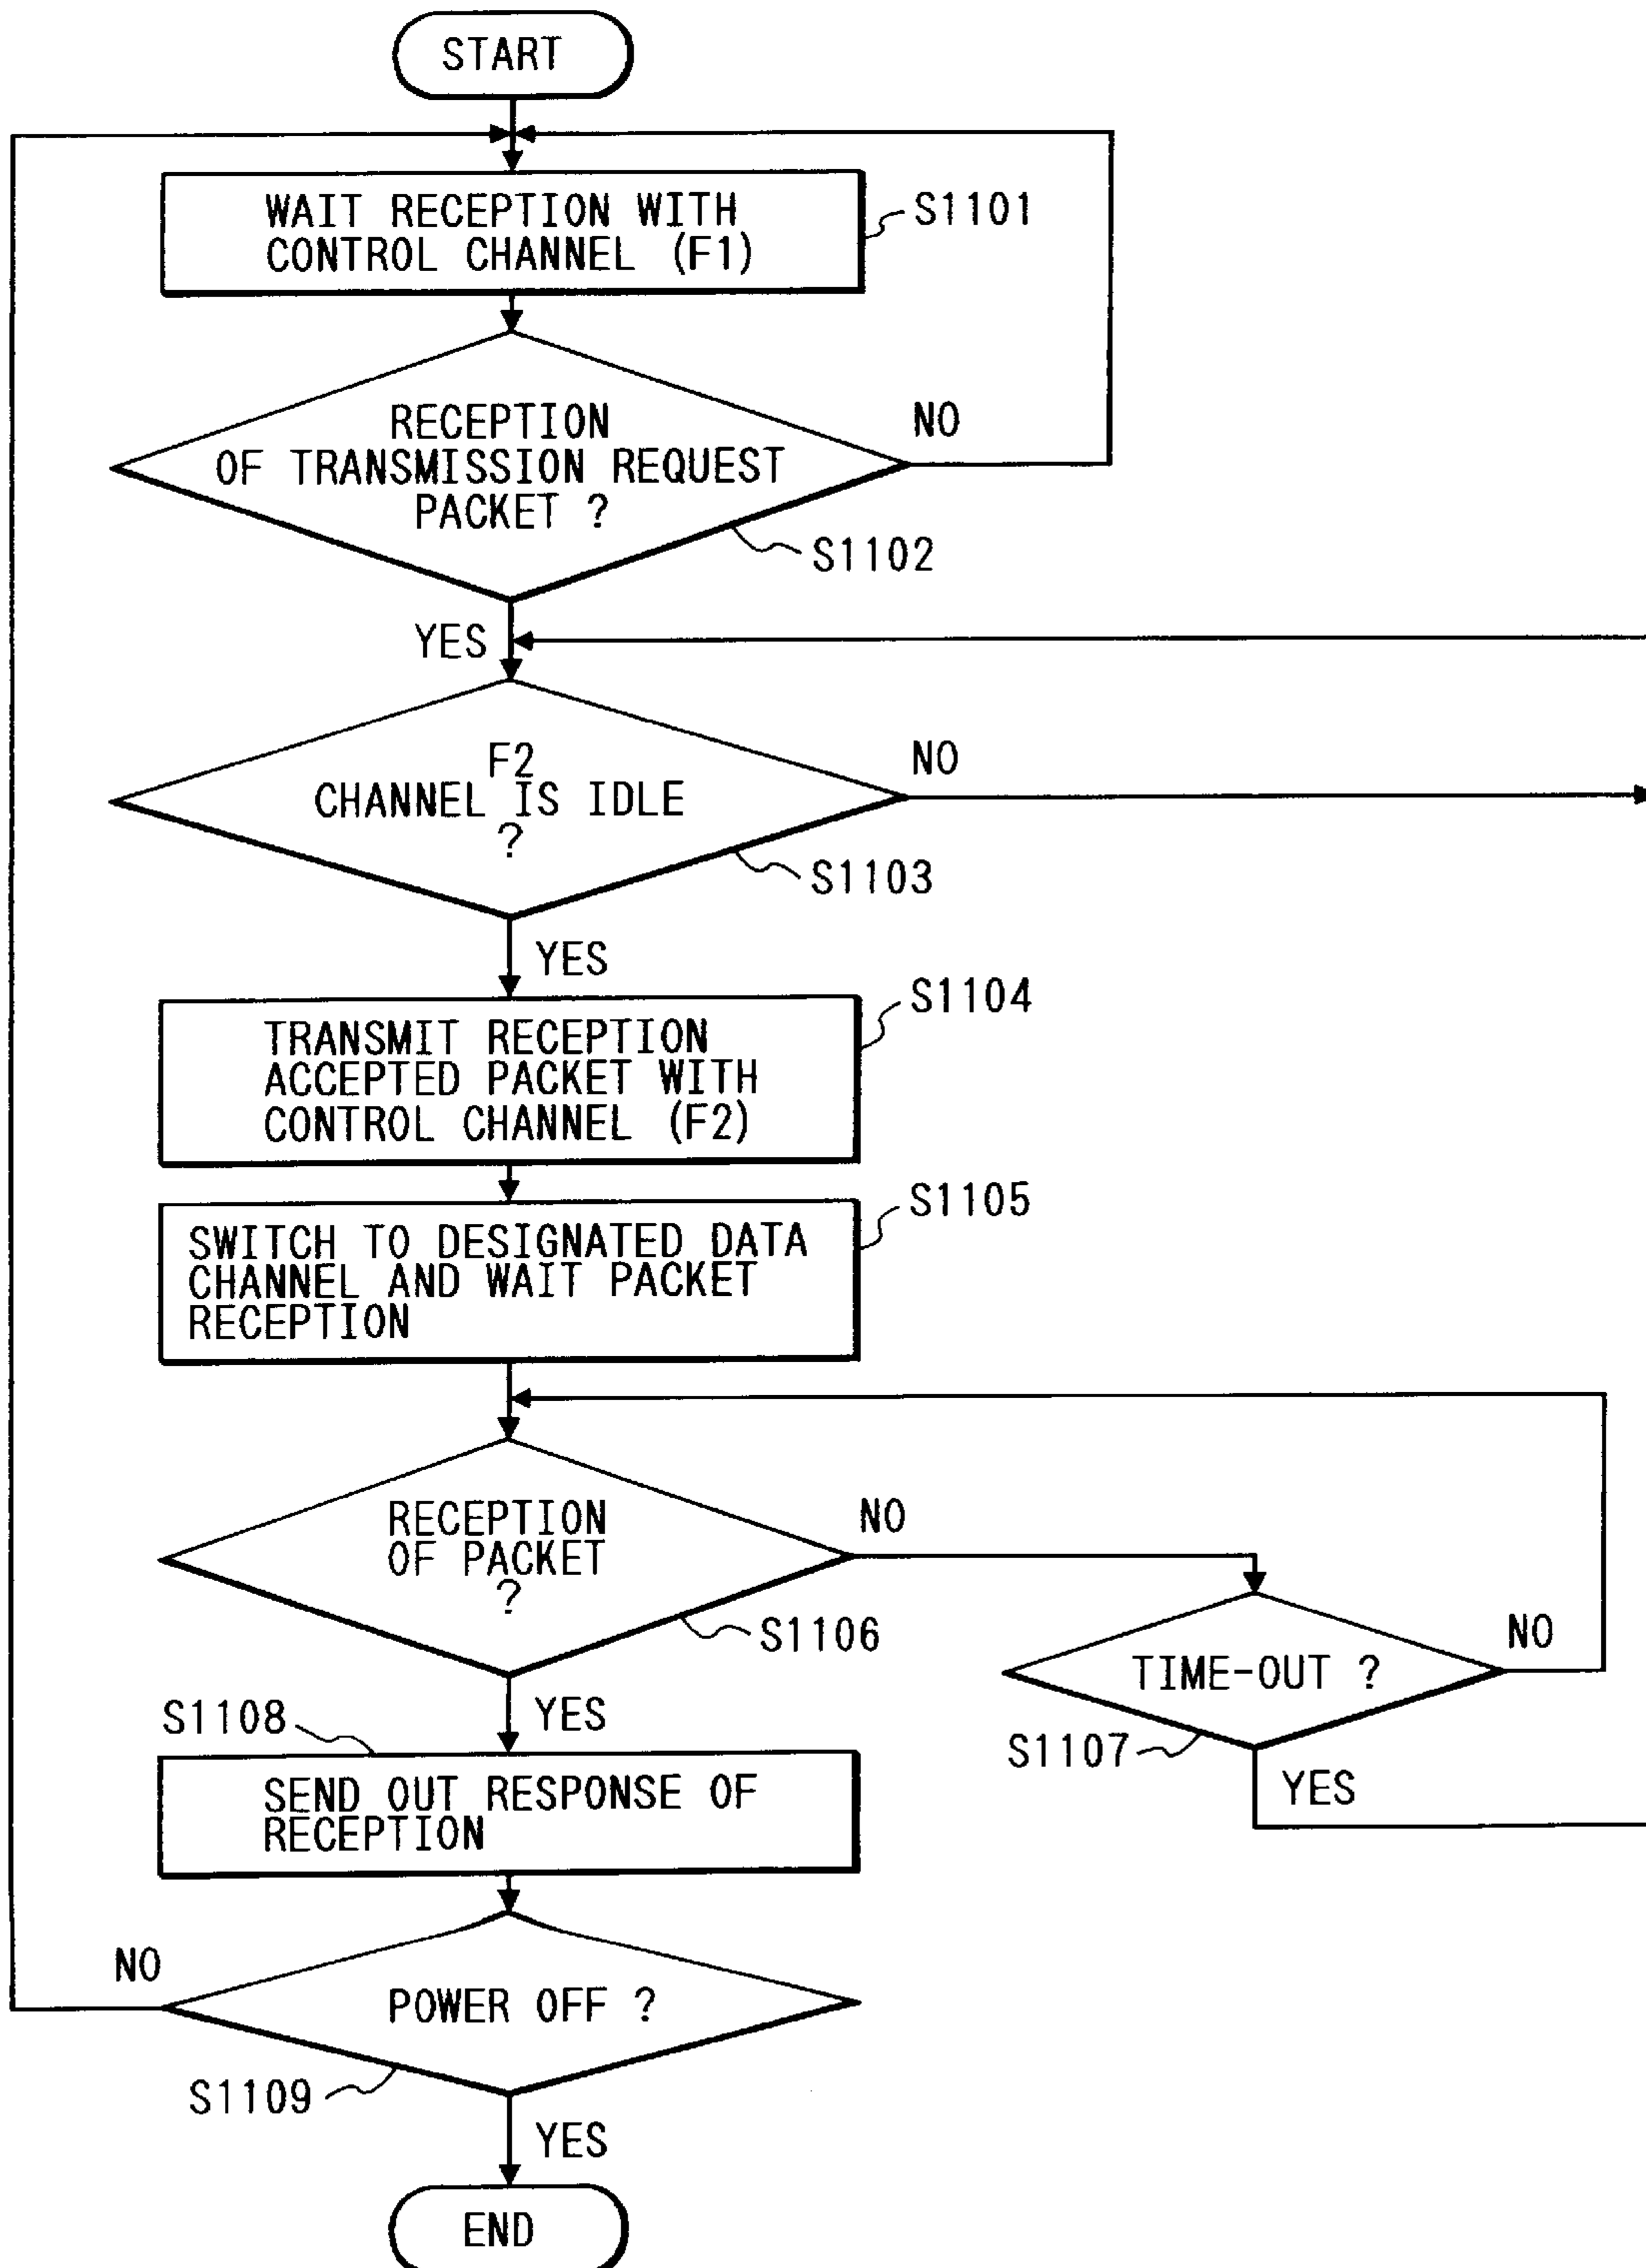 START
WAIT RECEPTION WITH
CONTROL CHANNEL (F1)
S1101
RECEPTION
OF TRANSMISSION REQUEST
PACKET ?
NO
S1102
YES
F2
CHANNEL IS IDLE
?
NO
S1103
YES
TRANSMIT RECEPTION
ACCEPTED PACKET WITH
CONTROL CHANNEL (F2)
S1104
SWITCH TO DESIGNATED DATA
CHANNEL AND WAIT PACKET
RECEPTION
S1105
RECEPTION
OF PACKET
?
NO
S1106
TIME-OUT ?
NO
S1107
YES
YES
S1108
SEND OUT RESPONSE OF
RECEPTION
NO
POWER OFF ?
S1109
YES
END